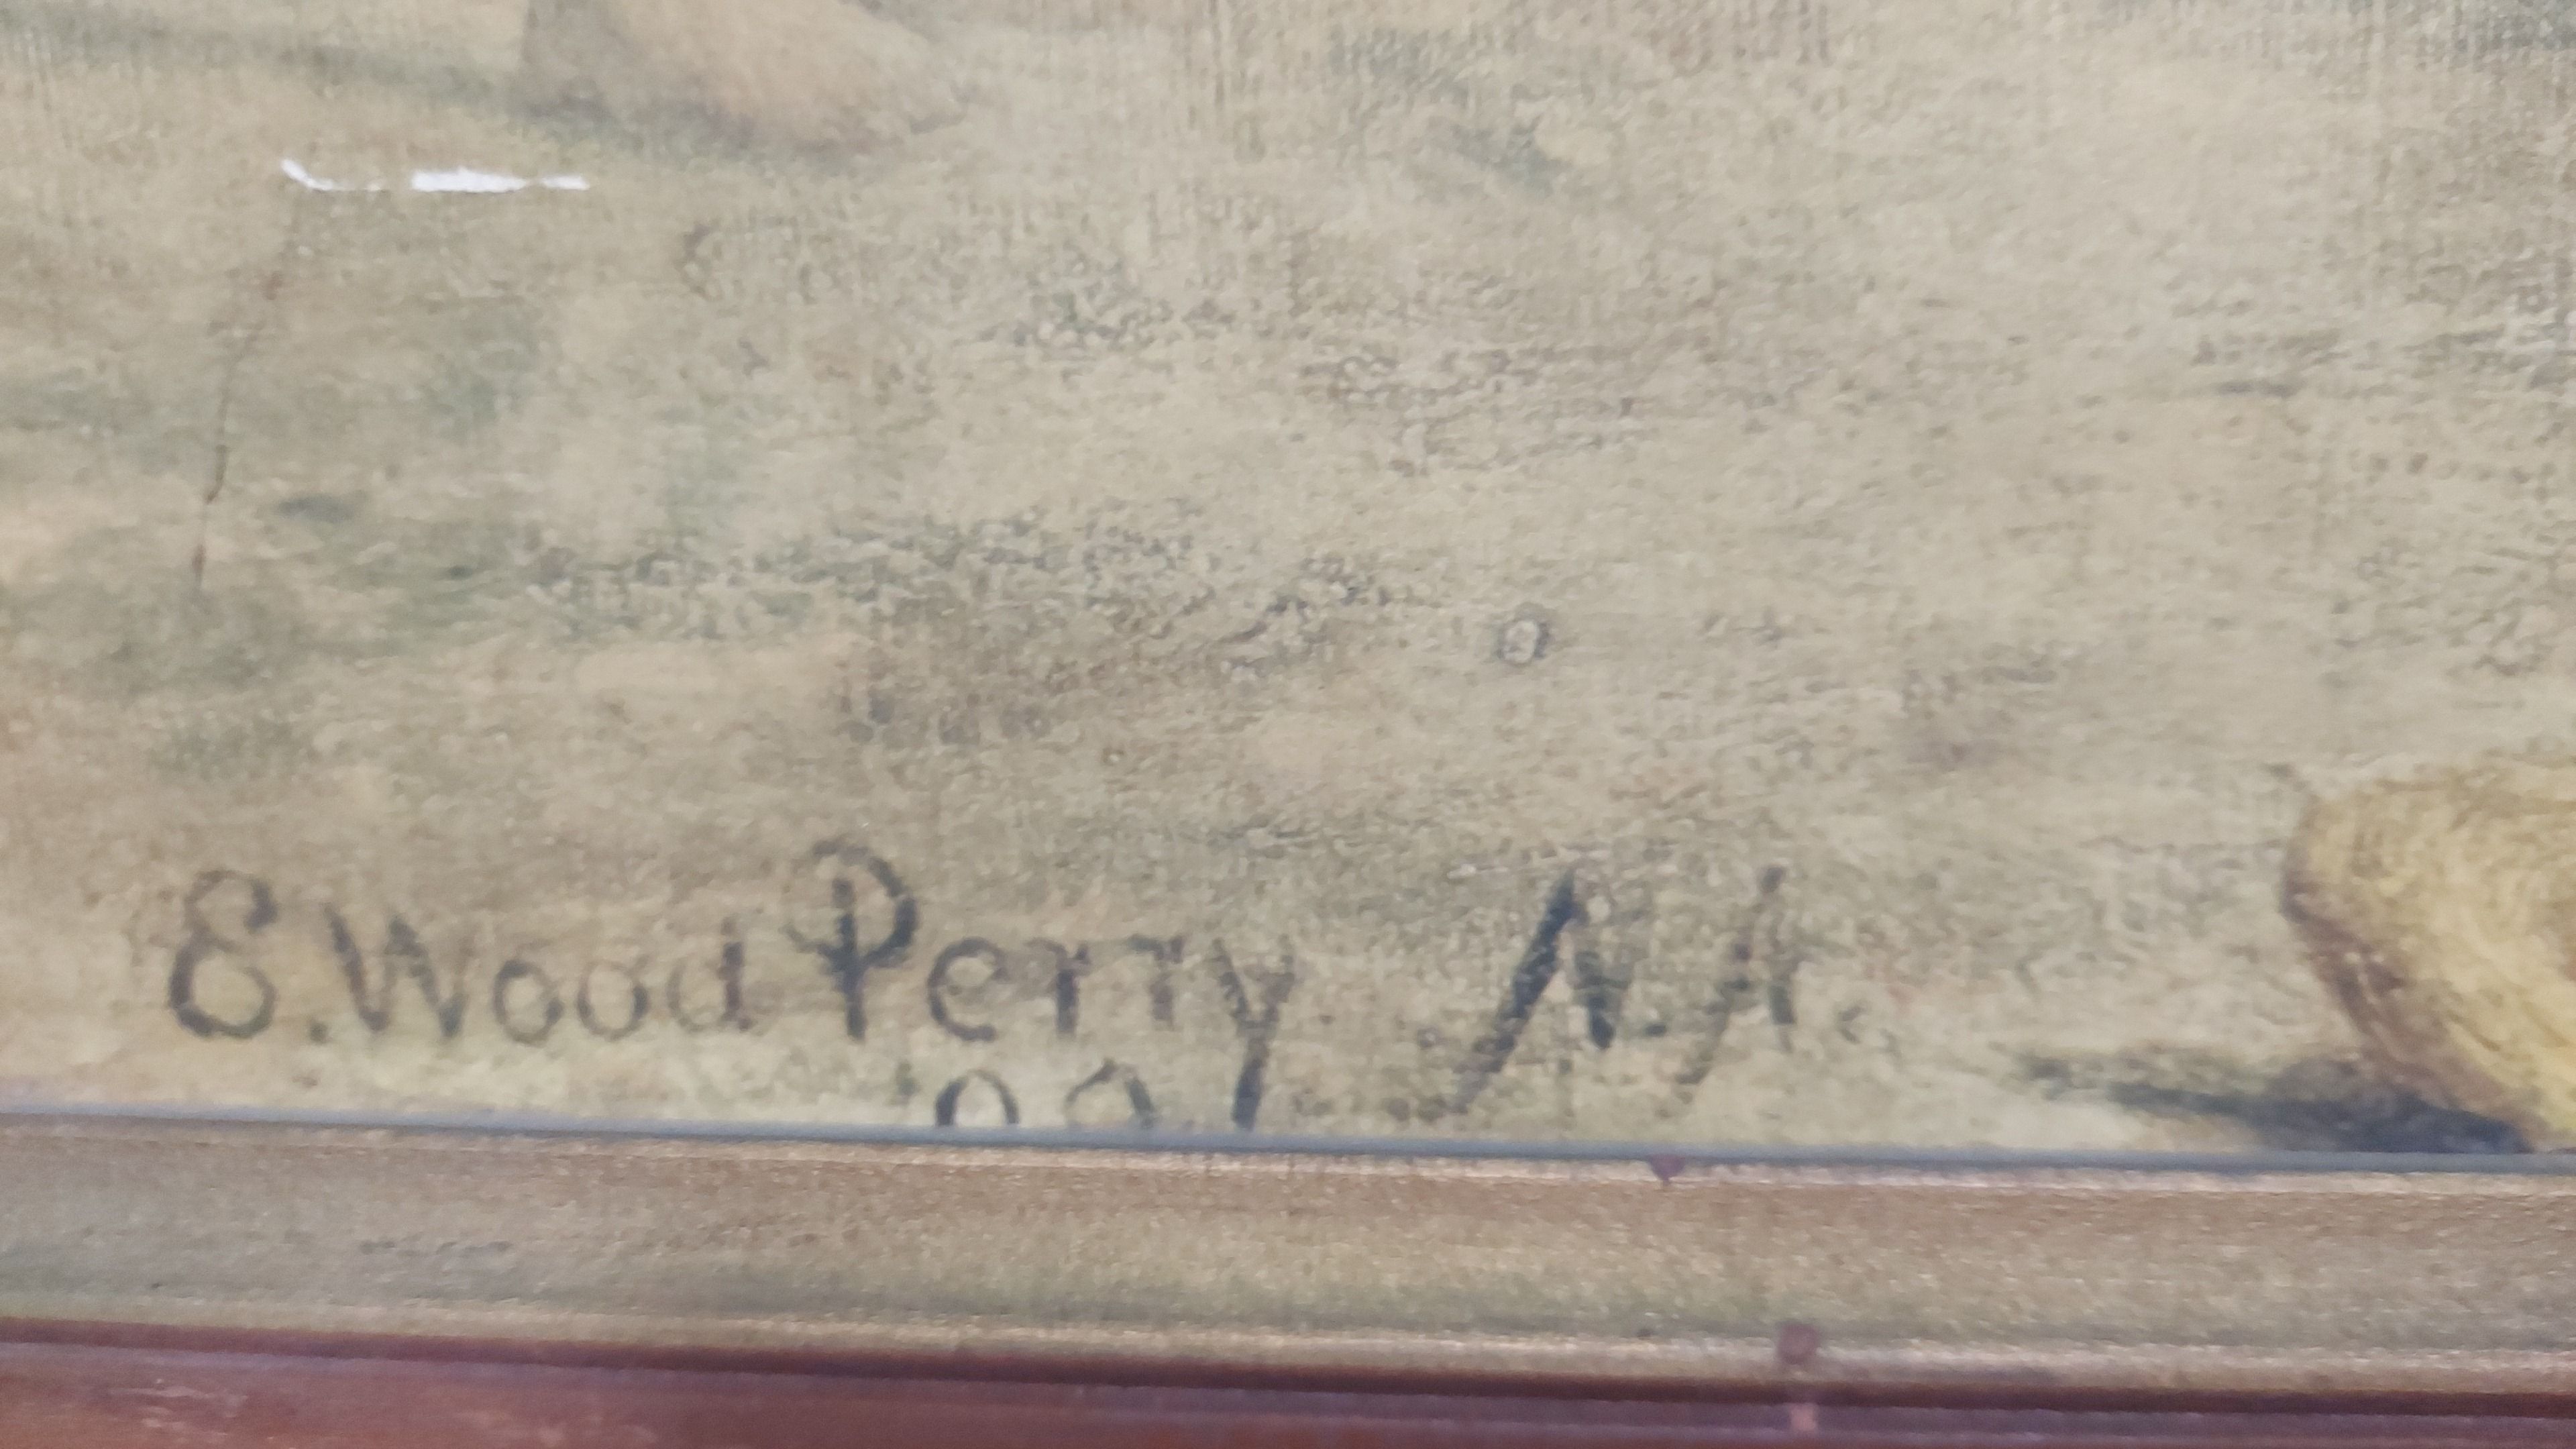 E. Wood Perry N.A.